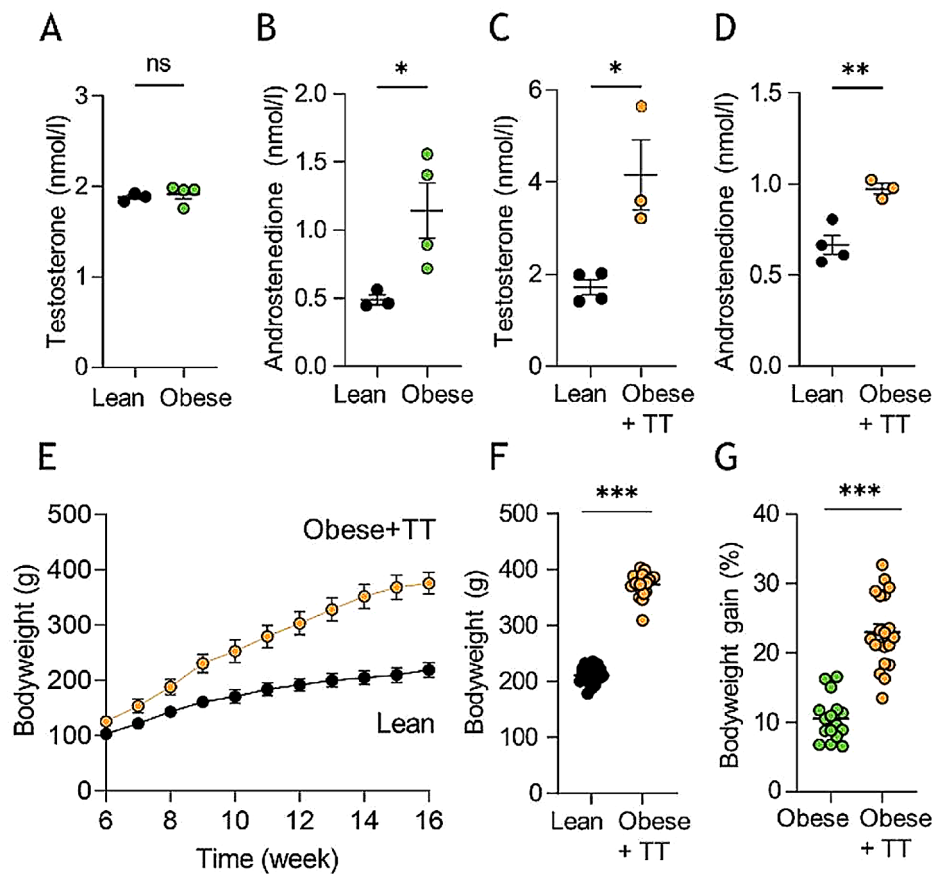 A
ns
Testosterone (nmol/l)
3
2
1
0
Lean Obese
B
*
Androstenedione (nmol/l)
2.0
1.5
1.0
0.5
0.0
Lean Obese
C
*
Testosterone (nmol/l)
6
4
2
0
Lean Obese
+ TT
D
**
Androstenedione (nmol/l)
1.5
1.0
0.5
0.0
Lean Obese
+ TT
E
Bodyweight (g)
500
400
300
200
100
0
Obese+TT
Lean
6 8 10 12 14 16
Time (week)
F
***
Bodyweight (g)
500
400
300
200
100
0
Lean Obese
+ TT
G
***
Bodyweight gain (%)
40
30
20
10
0
Obese Obese
+ TT